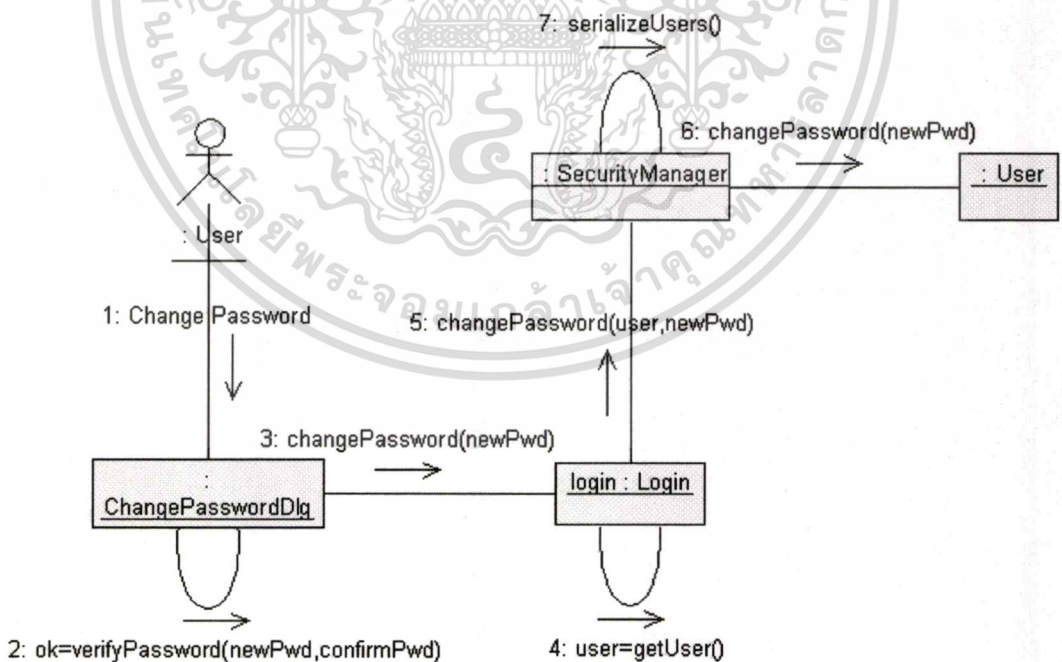 7: serializeUsers()
6: changePassword(newPwd)
: SecurityManager
: User
: User
1: Change Password
5: changePassword(user,newPwd)
3: changePassword(newPwd)
:
ChangePasswordDlg
login : Login
2: ok=verifyPassword(newPwd,confirmPwd)
4: user=getUser()